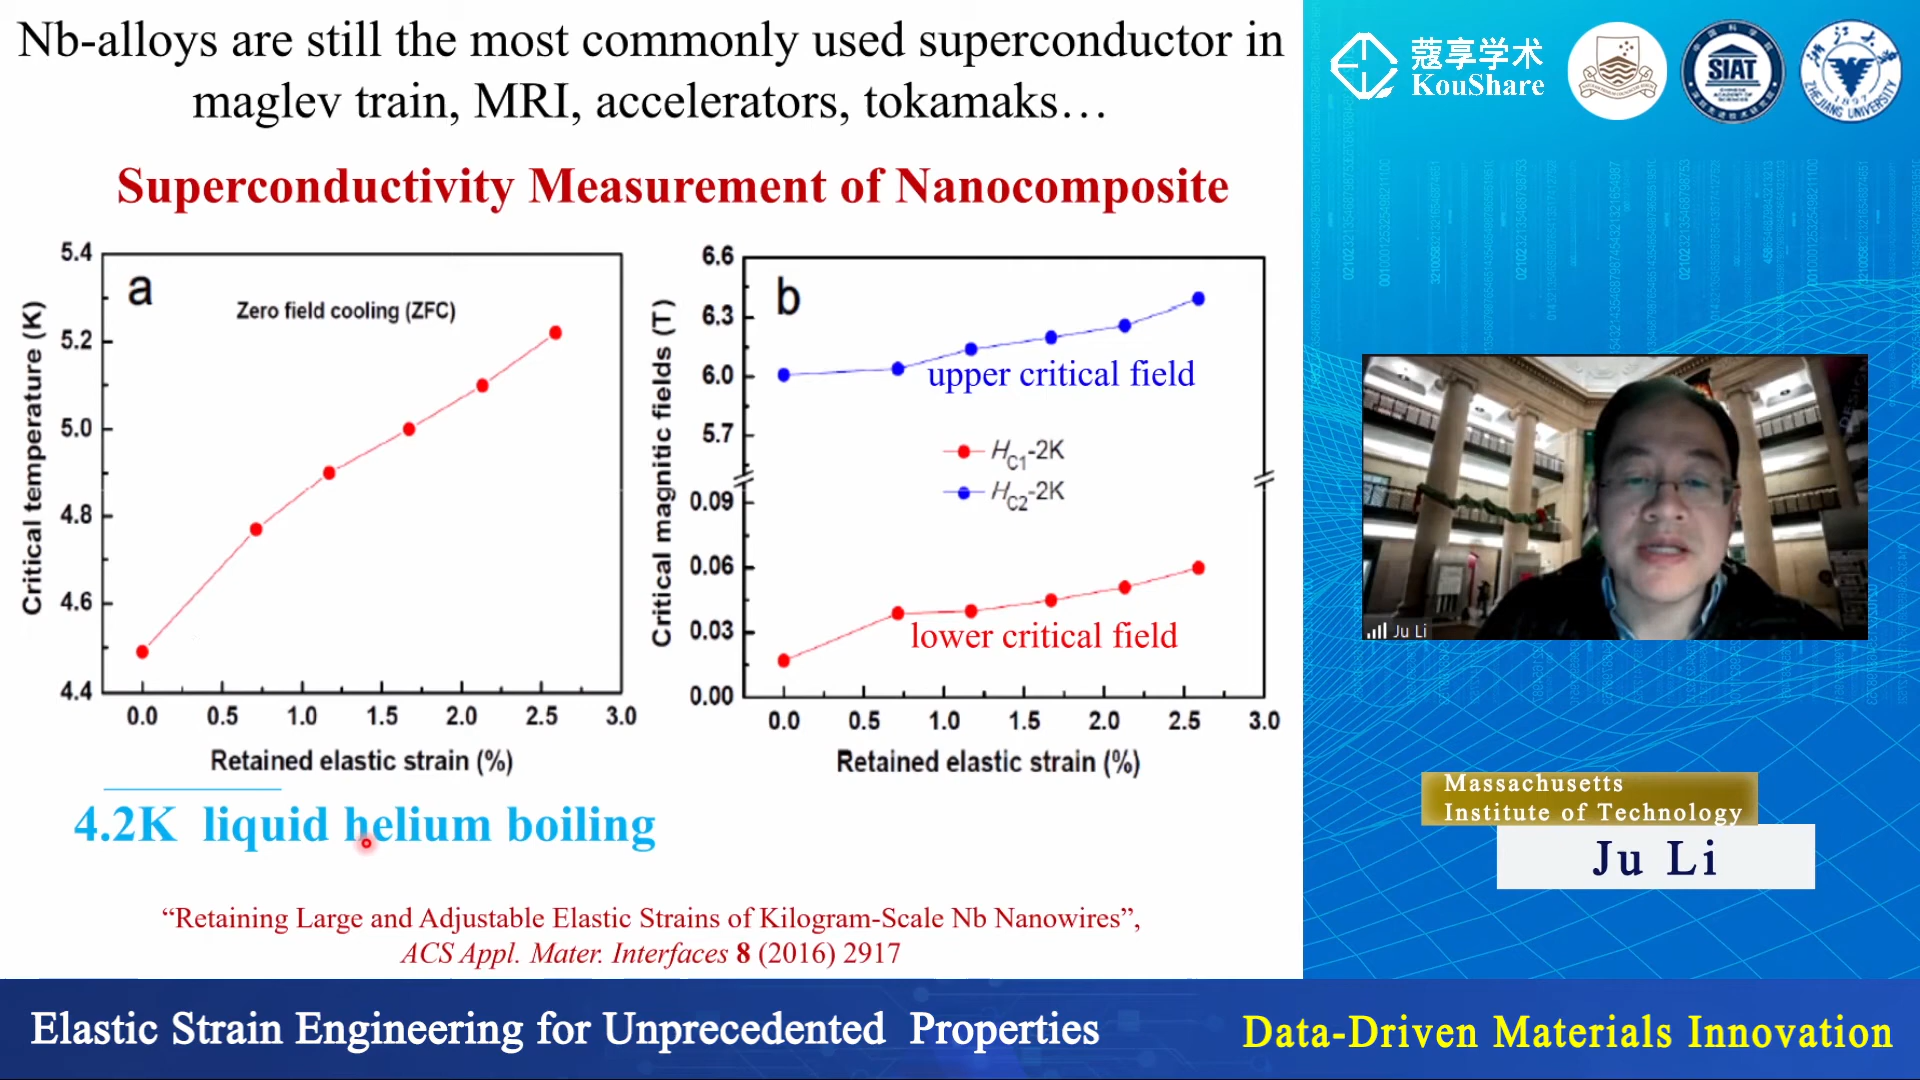 Nb-alloys are still the most commonly used superconductor in
maglev train, MRI, accelerators, tokamaks…
Superconductivity Measurement of Nanocomposite
a
Zero field cooling (ZFC)
Critical temperature (K)
5.4
5.2
5.0
4.8
4.6
4.4
0.0 0.5 1.0 1.5 2.0 2.5 3.0
Retained elastic strain (%)
b
Critical magnitic fields (T)
6.6
6.3
6.0
5.7
0.09
0.06
0.03
0.00
upper critical field
HC1-2K
HC2-2K
lower critical field
0.0 0.5 1.0 1.5 2.0 2.5 3.0
Retained elastic strain (%)
4.2K liquid helium boiling
“Retaining Large and Adjustable Elastic Strains of Kilogram-Scale Nb Nanowires”,
ACS Appl. Mater. Interfaces 8 (2016) 2917
蔻享学术
KouShare
SIAT
ZHEJIANG UNIVERSITY
1897
Ju Li
Massachusetts
Institute of Technology
Ju Li
Elastic Strain Engineering for Unprecedented Properties
Data-Driven Materials Innovation